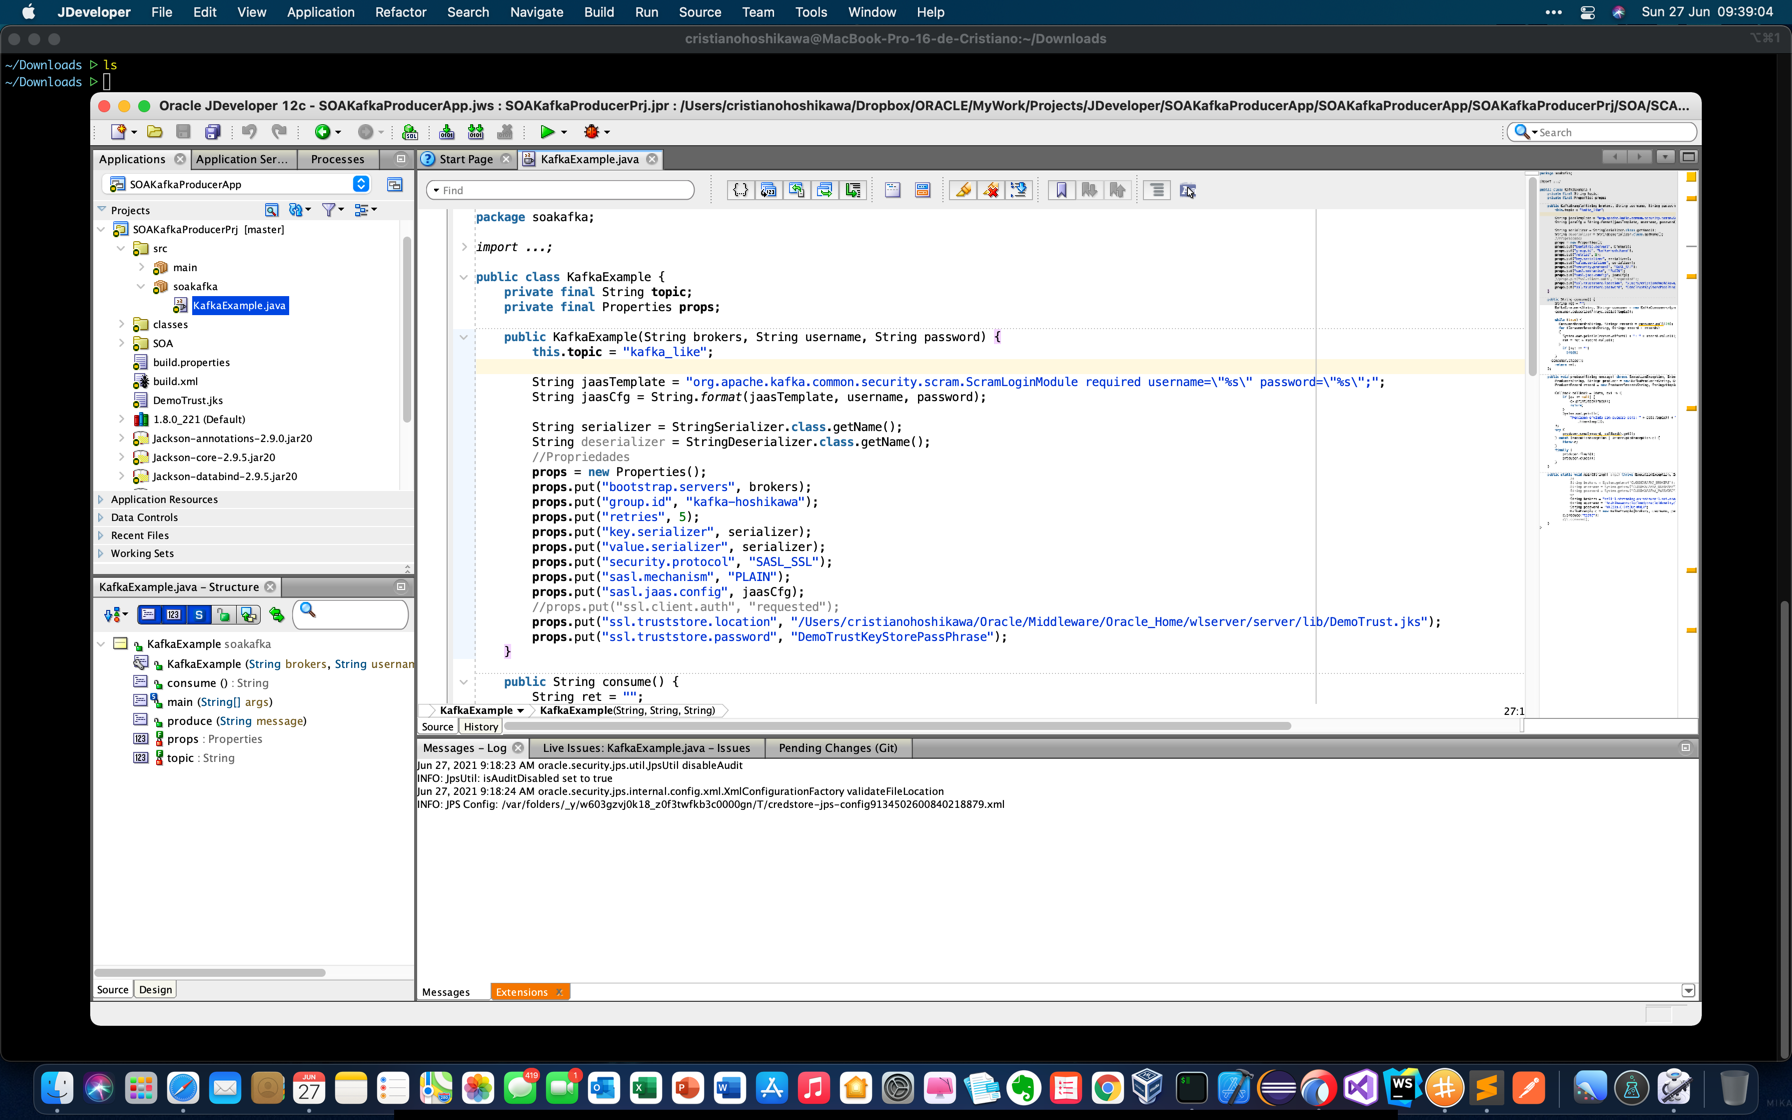 JDeveloper File Edit View Application Refactor Search Navigate Build Run Source Team Tools Window Help Sun 27 Jun 09:39:04
cristianohoshikawa@MacBook-Pro-16-de-Cristiano:~/Downloads ⌥⌘1
~/Downloads ls
~/Downloads
Oracle JDeveloper 12c - SOAKafkaProducerApp.jws : SOAKafkaProducerPrj.jpr : /Users/cristianohoshikawa/Dropbox/ORACLE/MyWork/Projects/JDeveloper/SOAKafkaProducerApp/SOAKafkaProducerApp/SOAKafkaProducerPrj/SOA/SCA...
Search
Applications Application Ser... Processes
Start Page KafkaExample.java
SOAKafkaProducerApp
Find
Projects
SOAKafkaProducerPrj [master]
src
main
soakafka
KafkaExample.java
classes
SOA
build.properties
build.xml
DemoTrust.jks
1.8.0_221 (Default)
Jackson-annotations-2.9.0.jar20
Jackson-core-2.9.5.jar20
Jackson-databind-2.9.5.jar20
Application Resources
Data Controls
Recent Files
Working Sets
package soakafka;
import ...;
public class KafkaExample {
private final String topic;
private final Properties props;
public KafkaExample(String brokers, String username, String password) {
this.topic = "kafka_like";
String jaasTemplate = "org.apache.kafka.common.security.scram.ScramLoginModule required username=\"%s\" password=\"%s\";";
String jaasCfg = String.format(jaasTemplate, username, password);
String serializer = StringSerializer.class.getName();
String deserializer = StringDeserializer.class.getName();
//Propriedades
props = new Properties();
props.put("bootstrap.servers", brokers);
props.put("group.id", "kafka-hoshikawa");
props.put("retries", 5);
props.put("key.serializer", serializer);
props.put("value.serializer", serializer);
props.put("security.protocol", "SASL_SSL");
props.put("sasl.mechanism", "PLAIN");
props.put("sasl.jaas.config", jaasCfg);
//props.put("ssl.client.auth", "requested");
props.put("ssl.truststore.location", "/Users/cristianohoshikawa/Oracle/Middleware/Oracle_Home/wlserver/server/lib/DemoTrust.jks");
props.put("ssl.truststore.password", "DemoTrustKeyStorePassPhrase");
}
public String consume() {
String ret = "";
KafkaExample KafkaExample(String, String, String) 27:1
Source History
KafkaExample.java - Structure
KafkaExample soakafka
KafkaExample (String brokers, String usernan
consume () : String
main (String[] args)
produce (String message)
props : Properties
topic : String
Source Design
Messages - Log Live Issues: KafkaExample.java - Issues Pending Changes (Git)
Jun 27, 2021 9:18:23 AM oracle.security.jps.util.JpsUtil disableAudit
INFO: JpsUtil: isAuditDisabled set to true
Jun 27, 2021 9:18:24 AM oracle.security.jps.internal.config.xml.XmlConfigurationFactory validateFileLocation
INFO: JPS Config: /var/folders/_y/w603gzvj0k18_z0f3twfkb3c0000gn/T/credstore-jps-config9134502600840218879.xml
Messages Extensions
JUN
27
419
1
WS